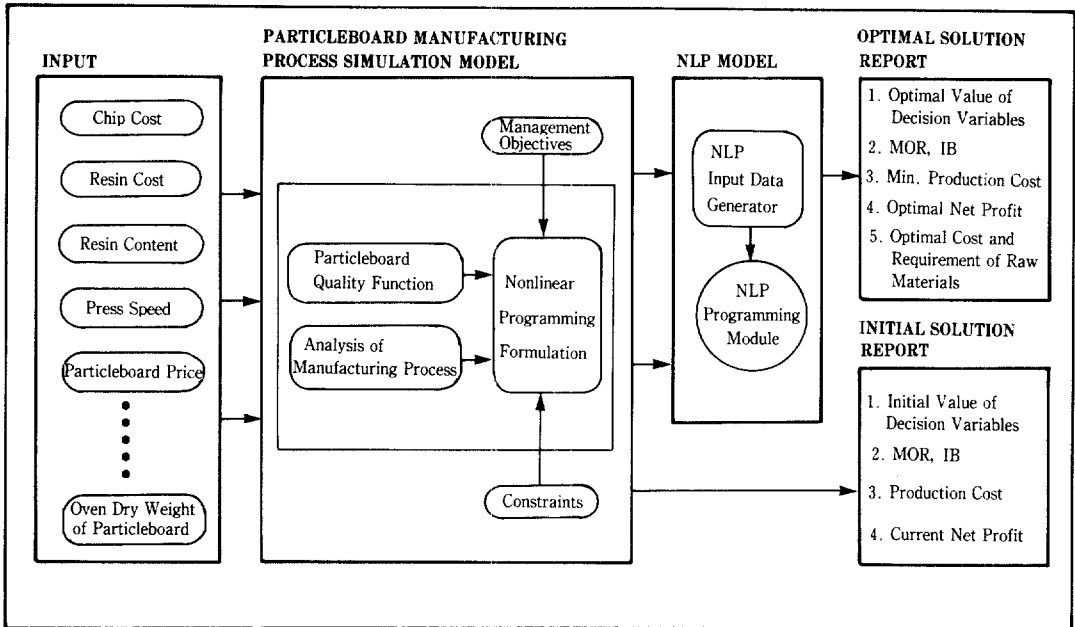 INPUT
Chip Cost
Resin Cost
Resin Content
Press Speed
Particleboard Price
Oven Dry Weight
of Particleboard
PARTICLEBOARD MANUFACTURING
PROCESS SIMULATION MODEL
Management
Objectives
Particleboard
Quality Function
Analysis of
Manufacturing Process
Nonlinear
Programming
Formulation
Constraints
NLP MODEL
NLP
Input Data
Generator
NLP
Programming
Module
OPTIMAL SOLUTION
REPORT
1. Optimal Value of
Decision Variables
2. MOR, IB
3. Min. Production Cost
4. Optimal Net Profit
5. Optimal Cost and
Requirement of Raw
Materials
INITIAL SOLUTION
REPORT
1. Initial Value of
Decision Variables
2. MOR, IB
3. Production Cost
4. Current Net Profit